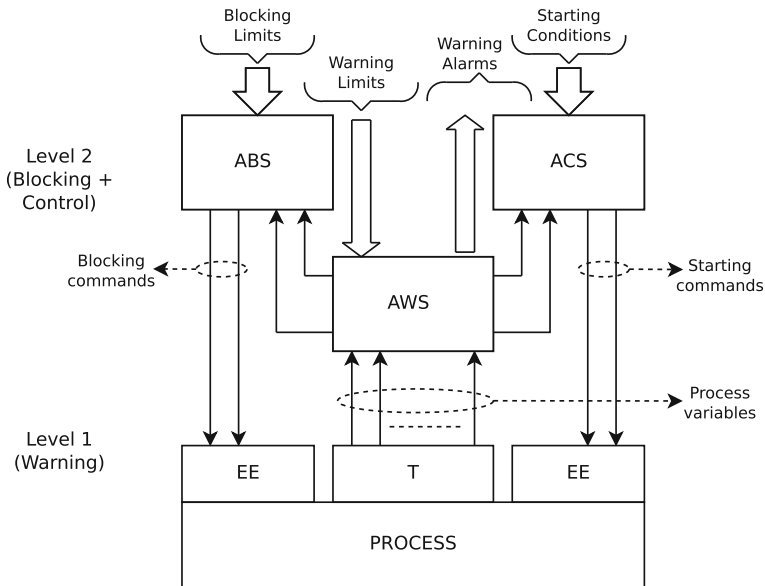 Blocking
Limits
Warning
Limits
Warning
Alarms
Starting
Conditions
Level 2
(Blocking +
Control)
ABS
ACS
Blocking
commands
AWS
Starting
commands
Process
variables
Level 1
(Warning)
EE
T
EE
PROCESS